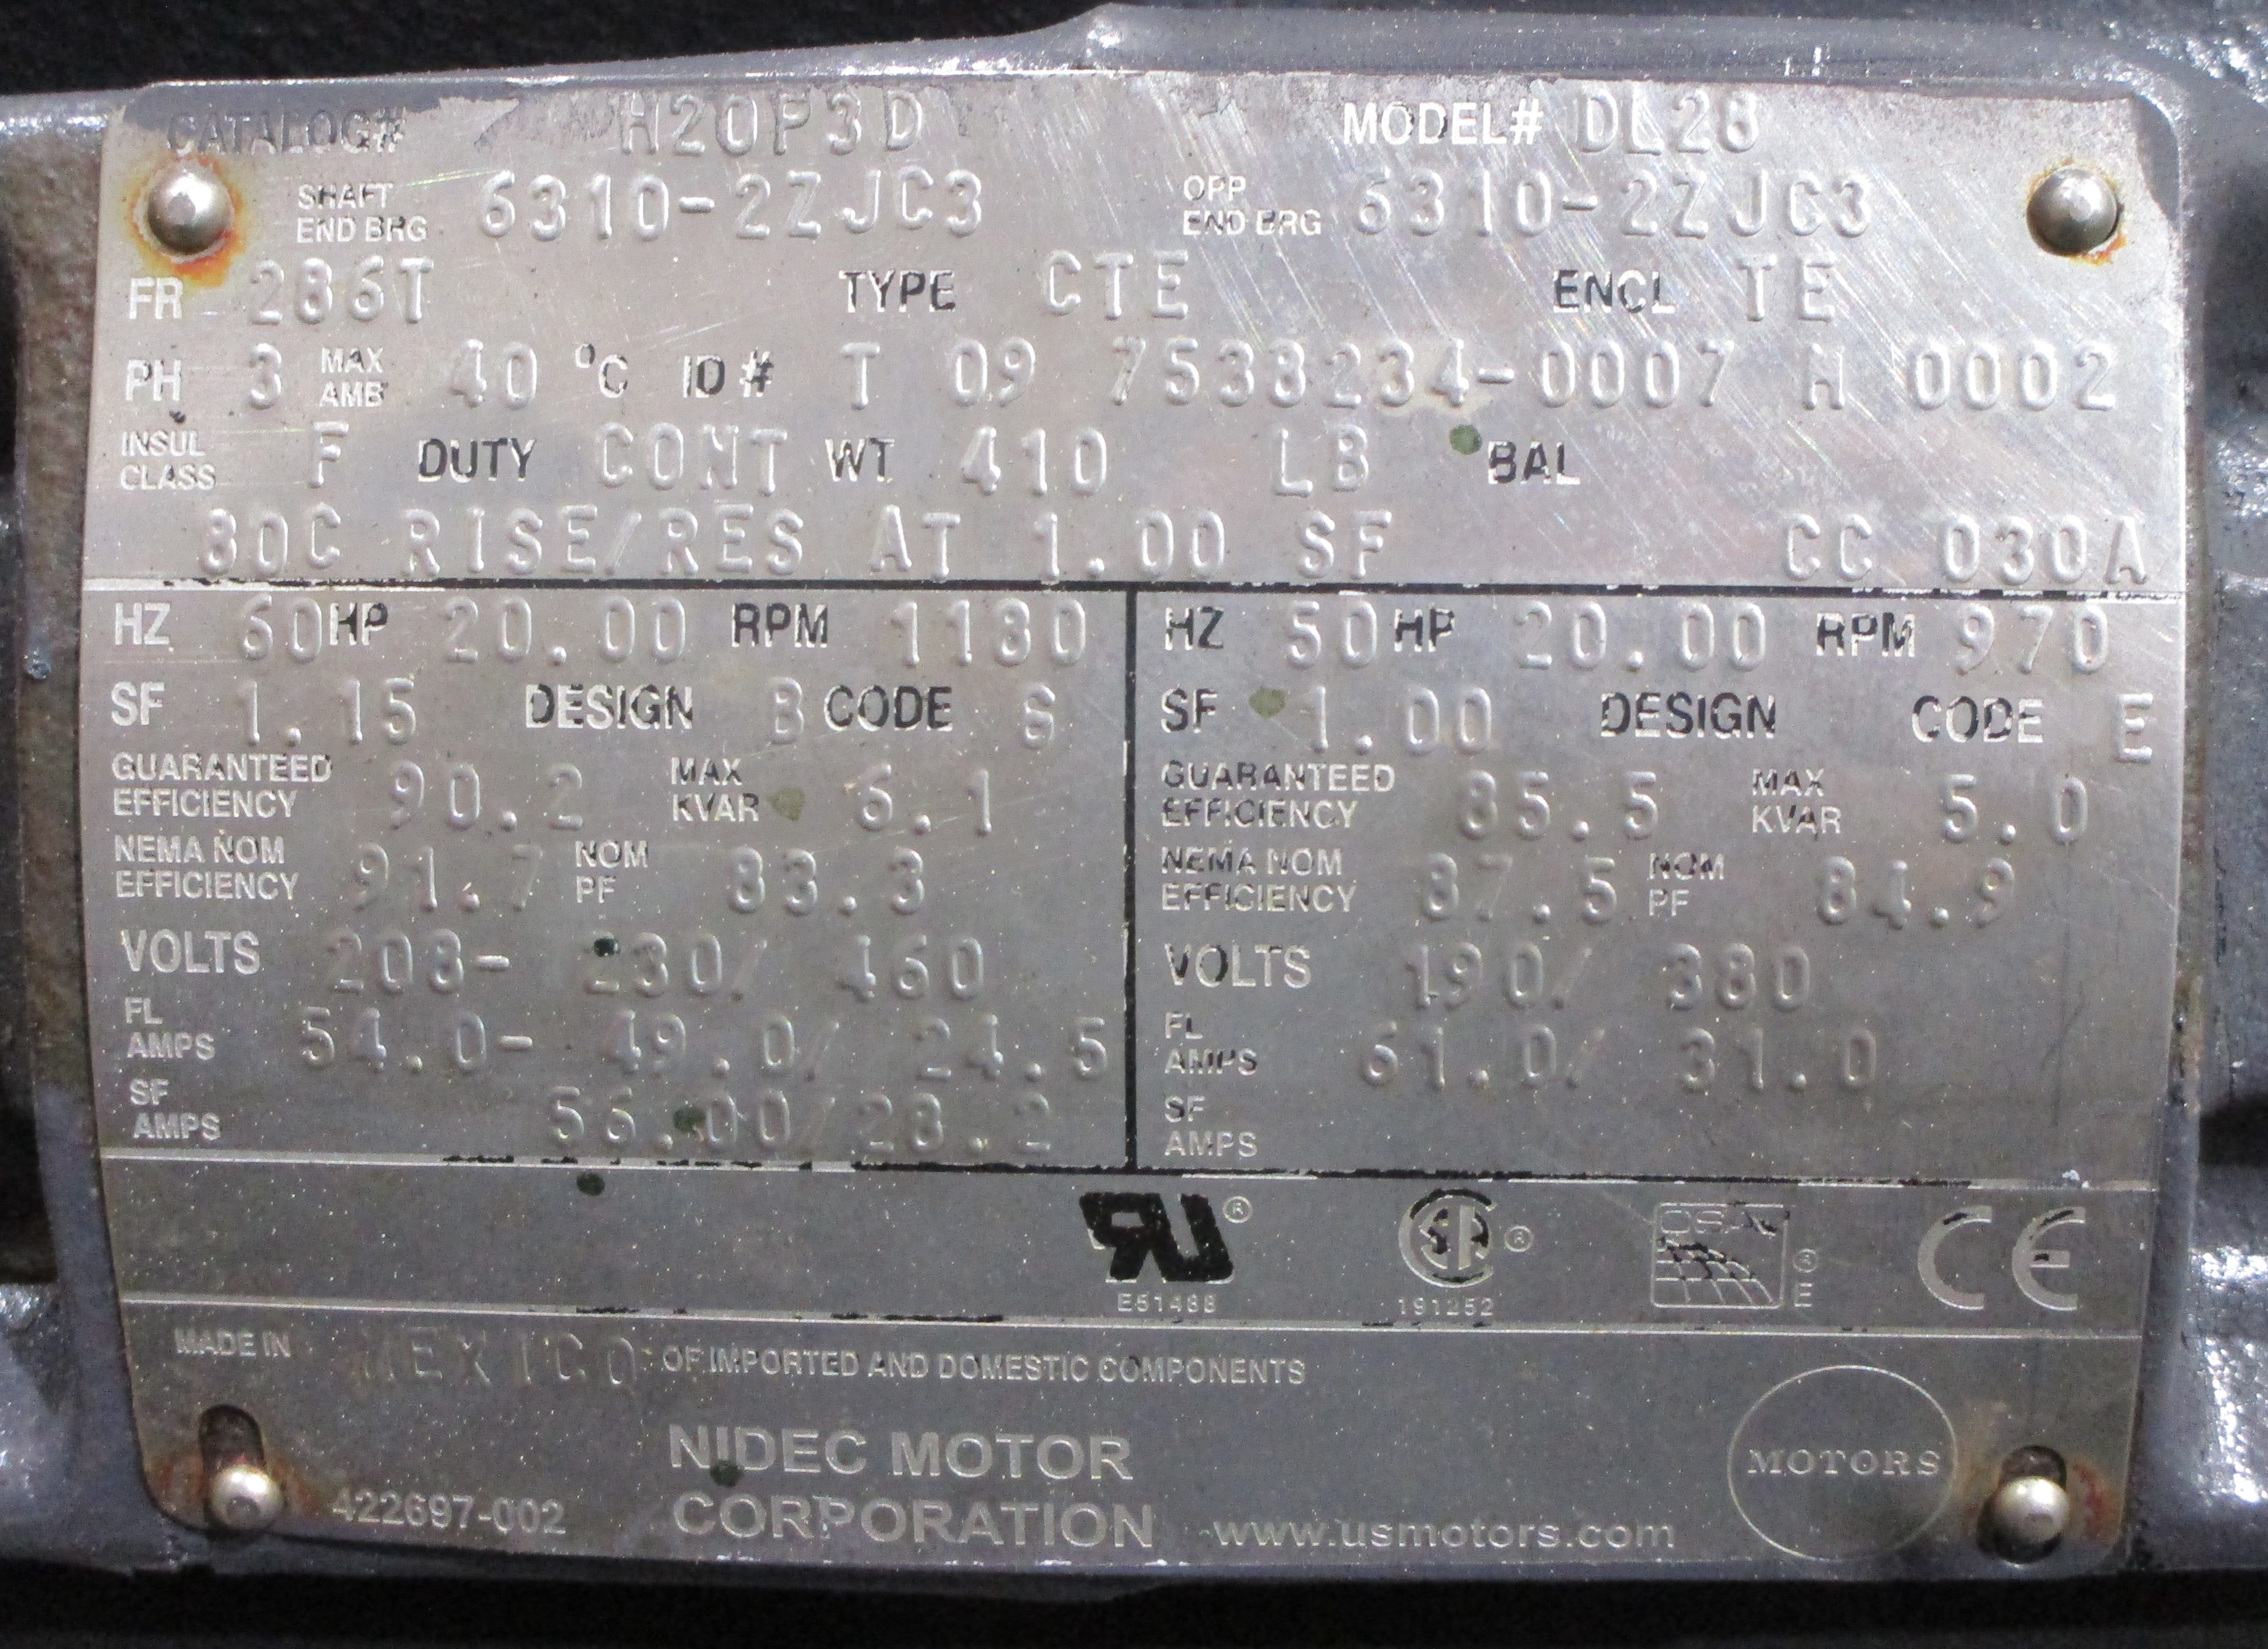 CATALOG# H20P3D MODEL# DL28
SHAFT END BRG 6310-2ZJC3 OPP END BRG 6310-2ZJC3
FR 286T TYPE CTE ENCL TE
PH 3 MAX AMB 40 °C ID# T 09 7538234-0007 M 0002
INSUL CLASS F DUTY CONT WT 410 LB BAL
80C RISE/RES AT 1.00 SF CC 030A
HZ 60 HP 20.00 RPM 1180
SF 1.15 DESIGN B CODE G
GUARANTEED EFFICIENCY 90.2 MAX KVAR 6.1
NEMA NOM EFFICIENCY 91.7 NOM PF 83.3
VOLTS 208- 230/ 460
FL AMPS 54.0- 49.0/ 24.5
SF AMPS 56.00/28.2
HZ 50 HP 20.00 RPM 970
SF 1.00 DESIGN CODE E
GUARANTEED EFFICIENCY 85.5 MAX KVAR 5.0
NEMA NOM EFFICIENCY 87.5 NOM PF 84.9
VOLTS 190/ 380
FL AMPS 61.0/ 31.0
SF AMPS
RU ® SA ® ® CE
E51488 191252 E
MADE IN MEXICO OF IMPORTED AND DOMESTIC COMPONENTS
NIDEC MOTOR
CORPORATION
422697-002
www.usmotors.com
MOTORS